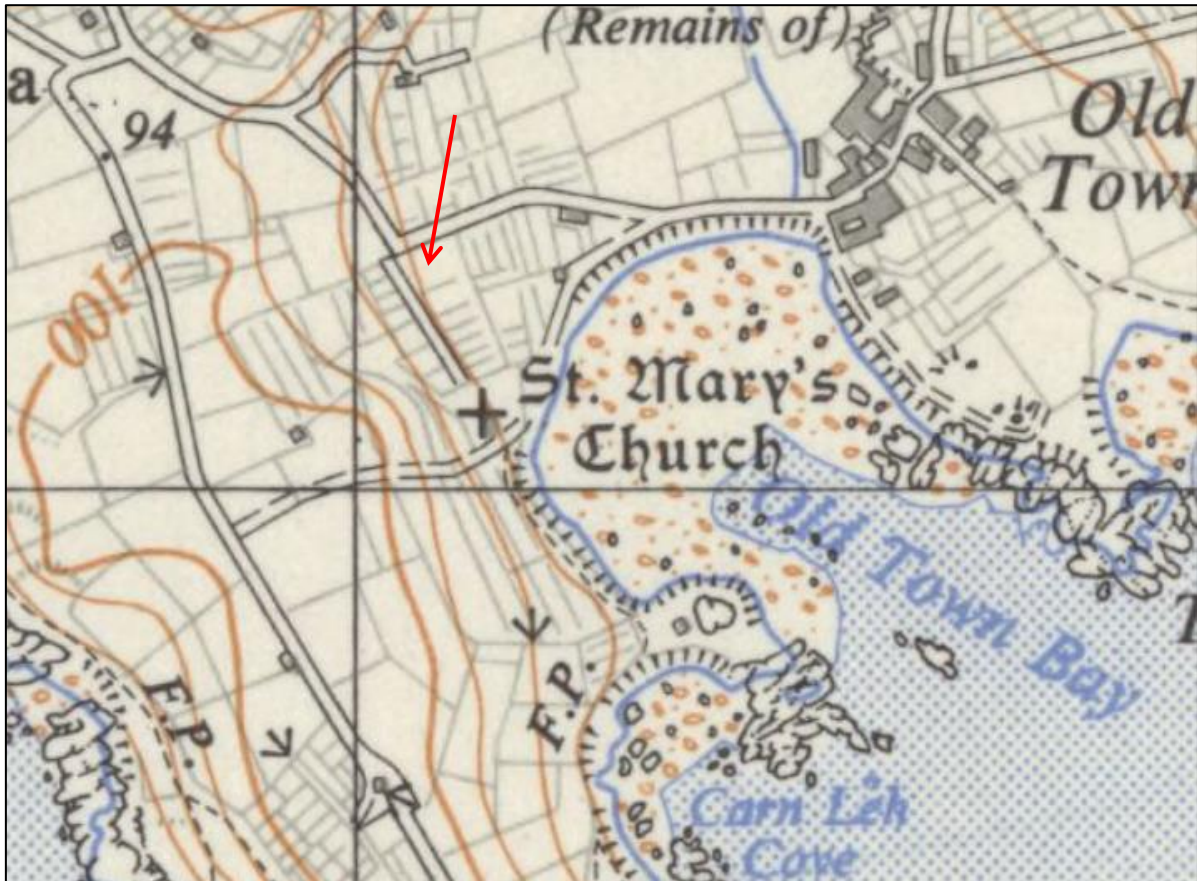 (Remains of)
a
94
Old
Town
100
St. Mary's
Church
Old Town Bay
F.P.
F.P.
Carn Lêh
Cove